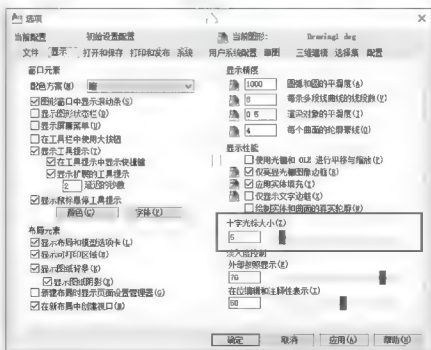 选项
当前配置 初始设置配置 当前图形: Drawing1.dwg
文件 显示 打开和保存 打印和发布 系统 用户系统配置 草图 三维建模 选择集 配置
窗口元素
配色方案(M) 暗
图形窗口中显示滚动条(S)
显示图形状态栏(D)
显示屏幕菜单(U)
在工具栏中使用大按钮
显示工具提示(T)
在工具提示中显示快捷键
显示扩展的工具提示
2 延迟的秒数
显示鼠标悬停工具提示
颜色(C) 字体(F)
布局元素
显示布局和模型选项卡(L)
显示可打印区域(B)
显示图纸背景(K)
显示图纸阴影(E)
新建布局时显示页面设置管理器(G)
在新布局中创建视口(N)
显示精度
1000 圆弧和圆的平滑度(A)
8 每条多段线曲线的线段数(V)
0.5 渲染对象的平滑度(J)
4 每个曲面的轮廓素线(O)
显示性能
使用光栅和 OLE 进行平移与缩放(P)
仅亮显光栅图像边框(R)
应用实体填充(Y)
仅显示文字边框(X)
绘制实体和曲面的真实轮廓(W)
十字光标大小(Z)
5
淡入度控制
外部参照显示(E)
70
在位编辑和注释性表示(I)
50
确定 取消 应用(A) 帮助(H)